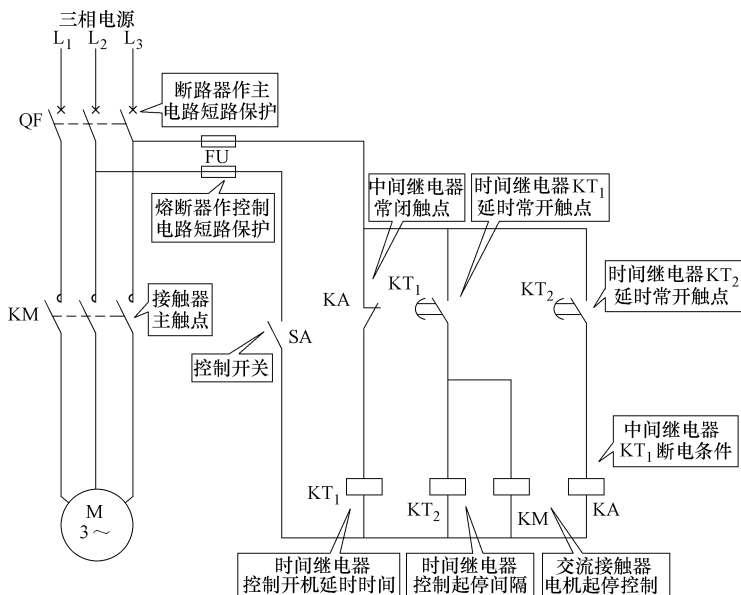 三相电源
L1 L2 L3
断路器作主
电路短路保护
QF
FU
熔断器作控制
电路短路保护
中间继电器
常闭触点
时间继电器KT1
延时常开触点
时间继电器KT2
延时常开触点
KM
接触器
主触点
KA
KT1
KT2
SA
控制开关
中间继电器
KT1断电条件
KT1
KT2
KM
KA
M
3～
时间继电器
控制开机延时时间
时间继电器
控制起停间隔
交流接触器
电机起停控制